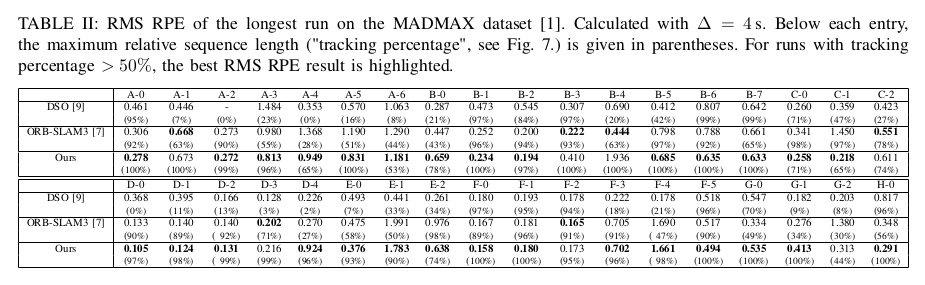 TABLE II: RMS RPE of the longest run on the MADMAX dataset [1]. Calculated with Δ = 4 s. Below each entry,
the maximum relative sequence length ("tracking percentage", see Fig. 7.) is given in parentheses. For runs with tracking
percentage > 50%, the best RMS RPE result is highlighted.
A-0 A-1 A-2 A-3 A-4 A-5 A-6 B-0 B-1 B-2 B-3 B-4 B-5 B-6 B-7 C-0 C-1 C-2
DSO [9] 0.461 0.446 - 1.484 0.353 0.570 1.063 0.287 0.473 0.545 0.307 0.690 0.412 0.807 0.642 0.260 0.359 0.423
(95%) (7%) (0%) (23%) (0%) (16%) (8%) (21%) (84%) (97%) (97%) (20%) (42%) (99%) (99%) (71%) (47%) (27%)
ORB-SLAM3 [7] 0.306 0.668 0.273 0.980 1.368 1.190 1.290 0.447 0.252 0.200 0.222 0.444 0.798 0.788 0.661 0.341 1.450 0.551
(92%) (63%) (90%) (55%) (28%) (51%) (44%) (43%) (96%) (94%) (93%) (63%) (97%) (92%) (65%) (98%) (97%) (78%)
Ours 0.278 0.673 0.272 0.813 0.949 0.831 1.181 0.659 0.234 0.194 0.410 1.936 0.685 0.635 0.633 0.258 0.218 0.611
(100%) (100%) (99%) (96%) (65%) (100%) (53%) (78%) (100%) (97%) (100%) (100%) (100%) (100%) (100%) (71%) (65%) (74%)
D-0 D-1 D-2 D-3 D-4 E-0 E-1 E-2 F-0 F-1 F-2 F-3 F-4 F-5 G-0 G-1 G-2 H-0
DSO [9] 0.368 0.395 0.166 0.128 0.226 0.493 0.441 0.261 0.180 0.193 0.178 0.222 0.178 0.518 0.547 0.182 0.203 0.817
(0%) (11%) (13%) (3%) (2%) (7%) (33%) (34%) (97%) (95%) (94%) (18%) (21%) (96%) (70%) (9%) (8%) (96%)
ORB-SLAM3 [7] 0.133 0.140 0.140 0.202 0.270 0.475 1.991 0.976 0.167 0.181 0.165 0.705 1.690 0.517 0.334 0.276 1.380 0.348
(90%) (89%) ( 92%) (71%) (27%) (58%) (50%) (98%) (89%) (96%) (91%) (91%) ( 47%) (90%) (49%) (34%) (30%) (56%)
Ours 0.105 0.124 0.131 0.216 0.924 0.376 1.783 0.638 0.158 0.180 0.173 0.702 1.661 0.494 0.535 0.413 0.313 0.291
(97%) (98%) ( 99%) (99%) (96%) (93%) (90%) (74%) (100%) (100%) (95%) (96%) ( 98%) (100%) (100%) (100%) (44%) (100%)